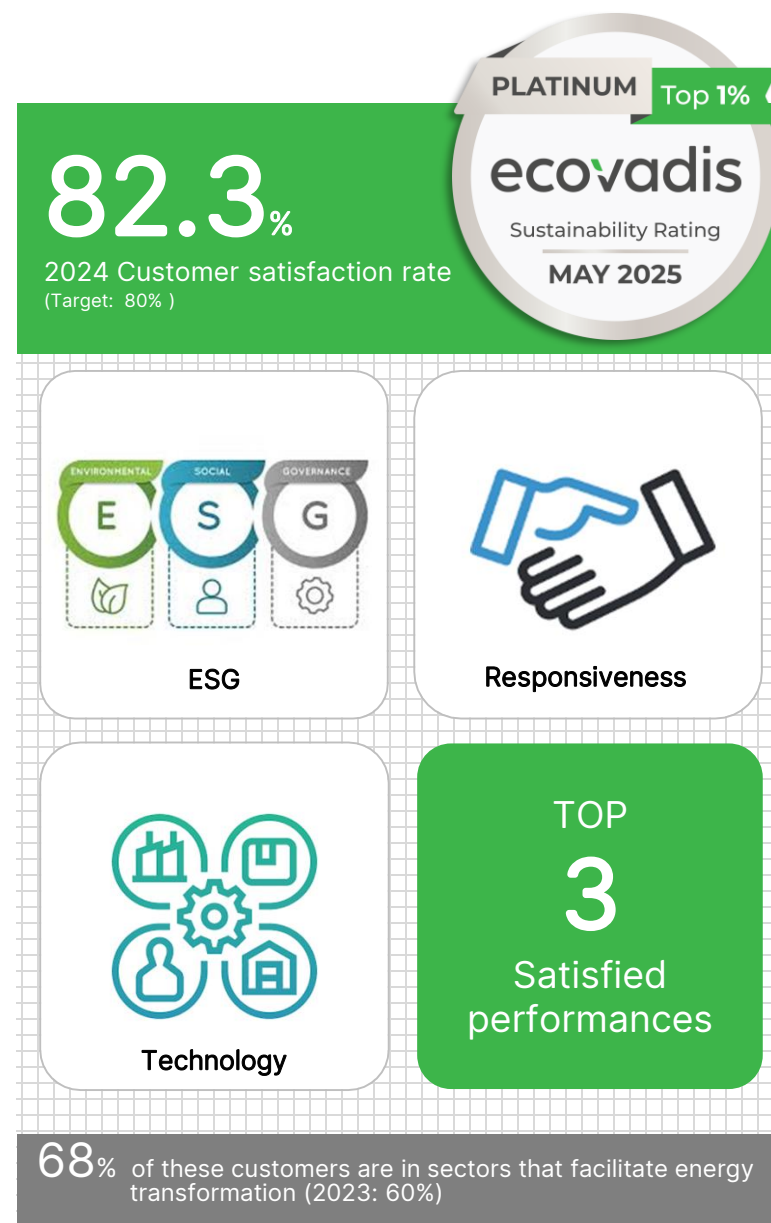 PLATINUM
Top 1%
ecovadis
Sustainability Rating
MAY 2025
82.3%
2024 Customer satisfaction rate
(Target: 80% )
ENVIRONMENTAL
SOCIAL
GOVERNANCE
E
S
G
ESG
Responsiveness
Technology
TOP
3
Satisfied
performances
68% of these customers are in sectors that facilitate energy
transformation (2023: 60%)